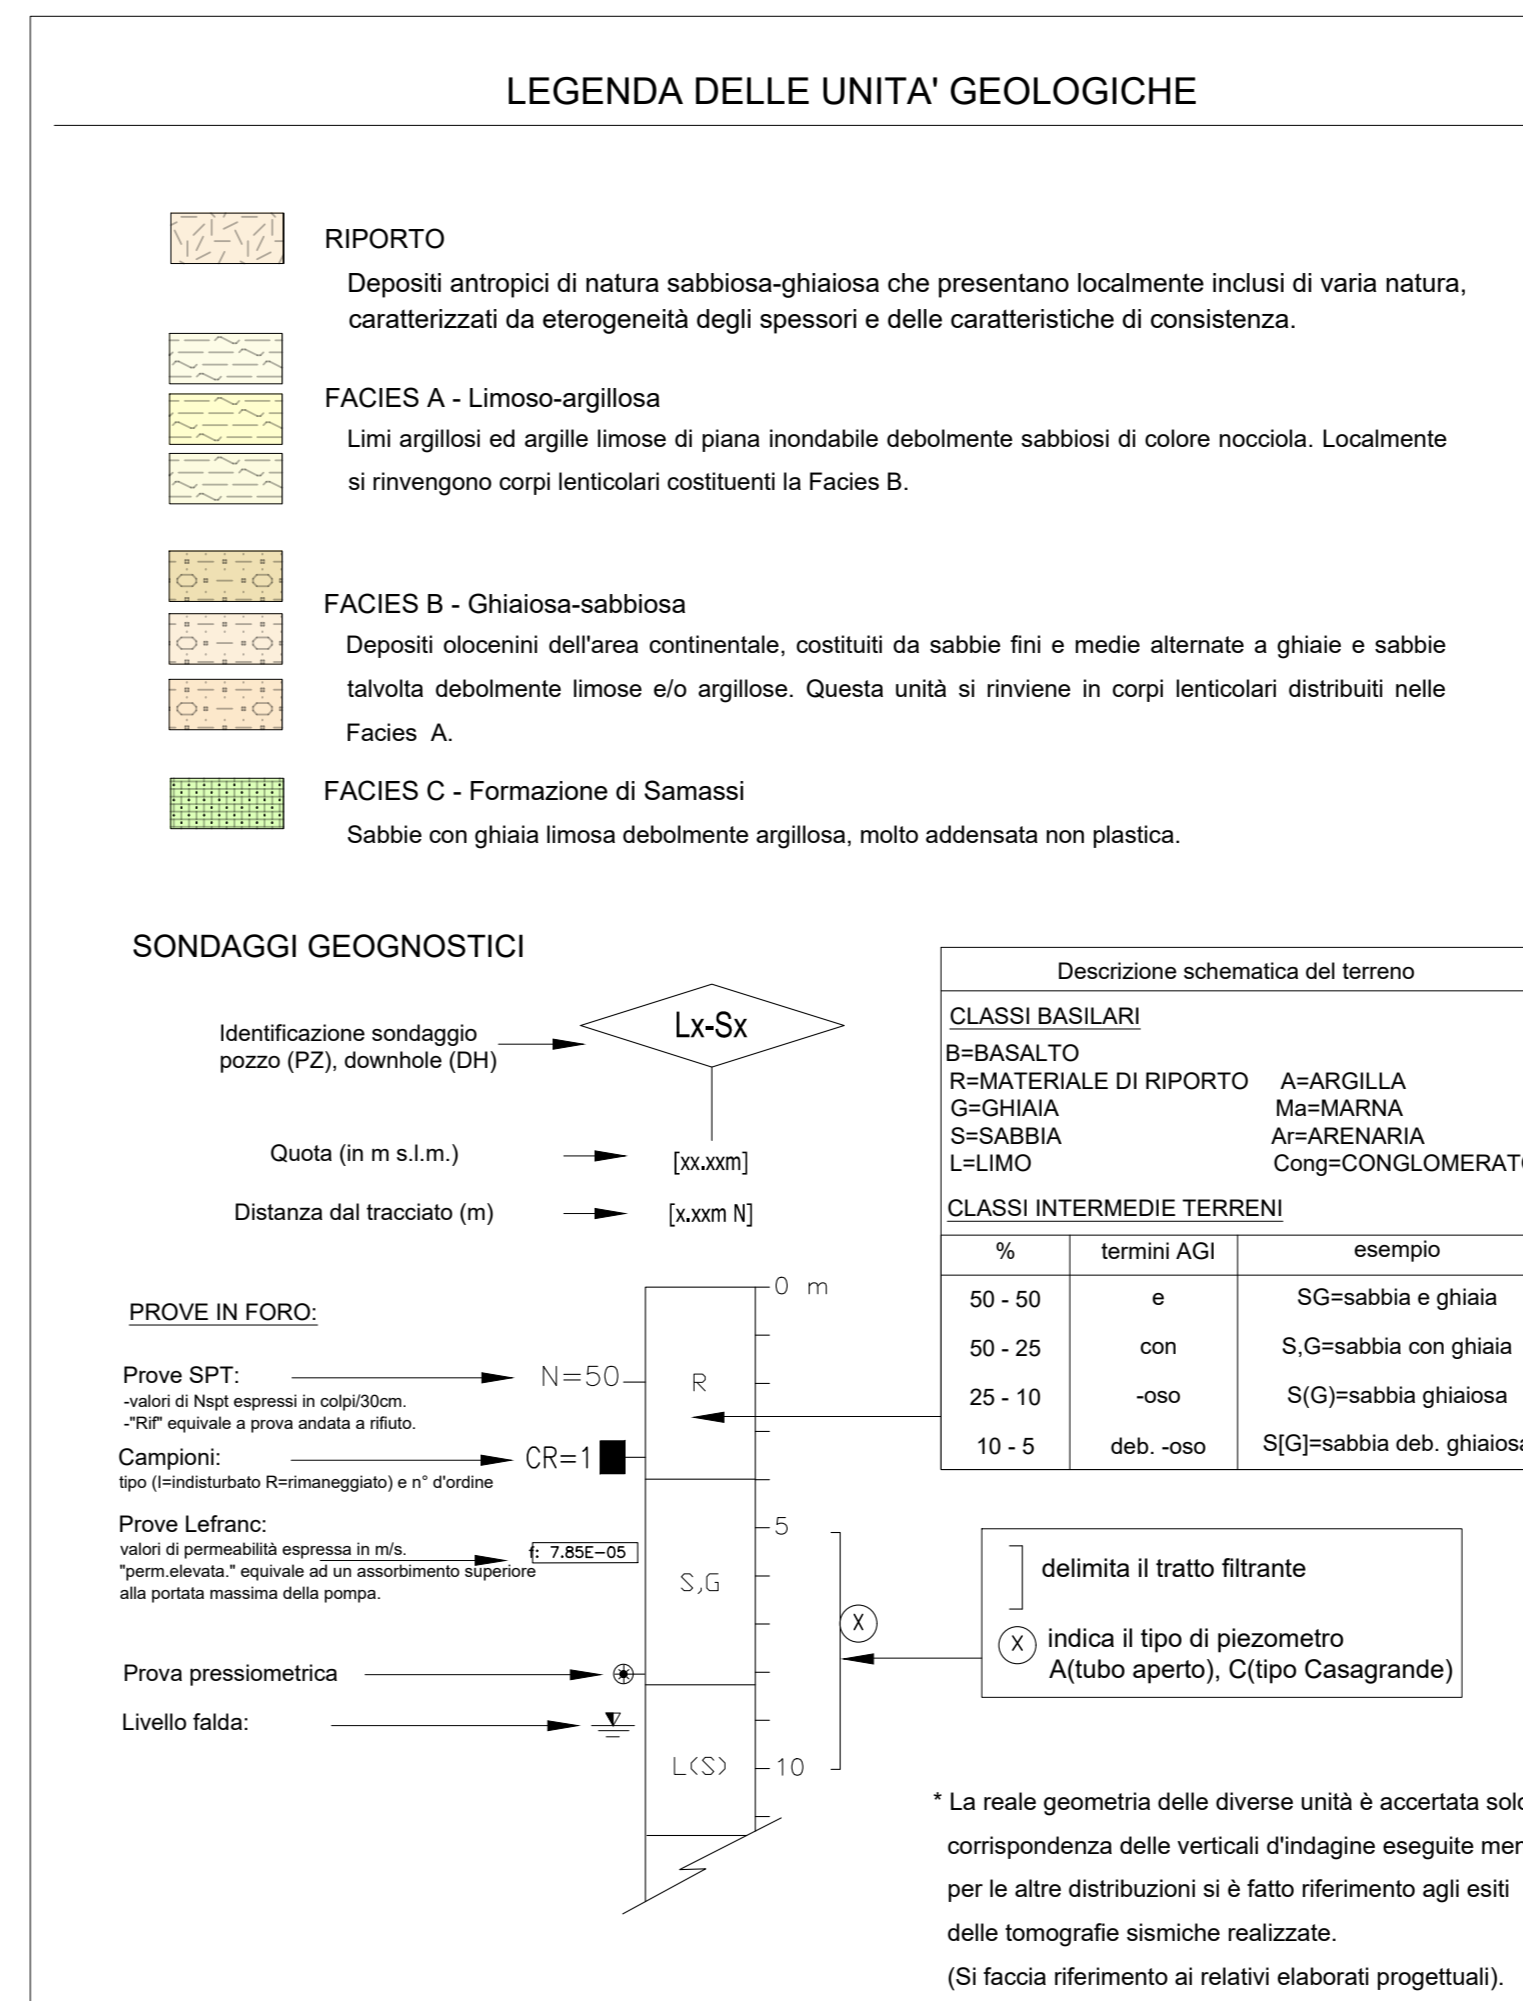 LEGENDA DELLE UNITA' GEOLOGICHE
RIPORTO
Depositi antropici di natura sabbiosa-ghiaiosa che presentano localmente inclusi di varia natura,
caratterizzati da eterogeneità degli spessori e delle caratteristiche di consistenza.
FACIES A - Limoso-argillosa
Limi argillosi ed argille limose di piana inondabile debolmente sabbiosi di colore nocciola. Localmente
si rinvengono corpi lenticolari costituenti la Facies B.
FACIES B - Ghiaiosa-sabbiosa
Depositi olocenini dell'area continentale, costituiti da sabbie fini e medie alternate a ghiaie e sabbie
talvolta debolmente limose e/o argillose. Questa unità si rinviene in corpi lenticolari distribuiti nelle
Facies A.
FACIES C - Formazione di Samassi
Sabbie con ghiaia limosa debolmente argillosa, molto addensata non plastica.
SONDAGGI GEOGNOSTICI
Identificazione sondaggio
pozzo (PZ), downhole (DH)
Lx-Sx
Quota (in m s.l.m.)
[xx.xxm]
Distanza dal tracciato (m)
[x.xxm N]
PROVE IN FORO:
Prove SPT:
-valori di Nspt espressi in colpi/30cm.
-"Rif" equivale a prova andata a rifiuto.
N=50
Campioni:
tipo (I=indisturbato R=rimaneggiato) e n° d'ordine
CR=1
Prove Lefranc:
valori di permeabilità espressa in m/s.
"perm.elevata." equivale ad un assorbimento superiore
alla portata massima della pompa.
f: 7.85E-05
Prova pressiometrica
Livello falda:
0 m
R
5
S,G
L(S)
10
X
Descrizione schematica del terreno
CLASSI BASILARI
B=BASALTO
R=MATERIALE DI RIPORTO A=ARGILLA
G=GHIAIA Ma=MARNA
S=SABBIA Ar=ARENARIA
L=LIMO Cong=CONGLOMERATO
CLASSI INTERMEDIE TERRENI
% termini AGI esempio
50 - 50 e SG=sabbia e ghiaia
50 - 25 con S,G=sabbia con ghiaia
25 - 10 -oso S(G)=sabbia ghiaiosa
10 - 5 deb. -oso S[G]=sabbia deb. ghiaiosa
delimita il tratto filtrante
X indica il tipo di piezometro
A(tubo aperto), C(tipo Casagrande)
* La reale geometria delle diverse unità è accertata solo
corrispondenza delle verticali d'indagine eseguite
per le altre distribuzioni si è fatto riferimento agli esiti
delle tomografie sismiche realizzate.
(Si faccia riferimento ai relativi elaborati progettuali).